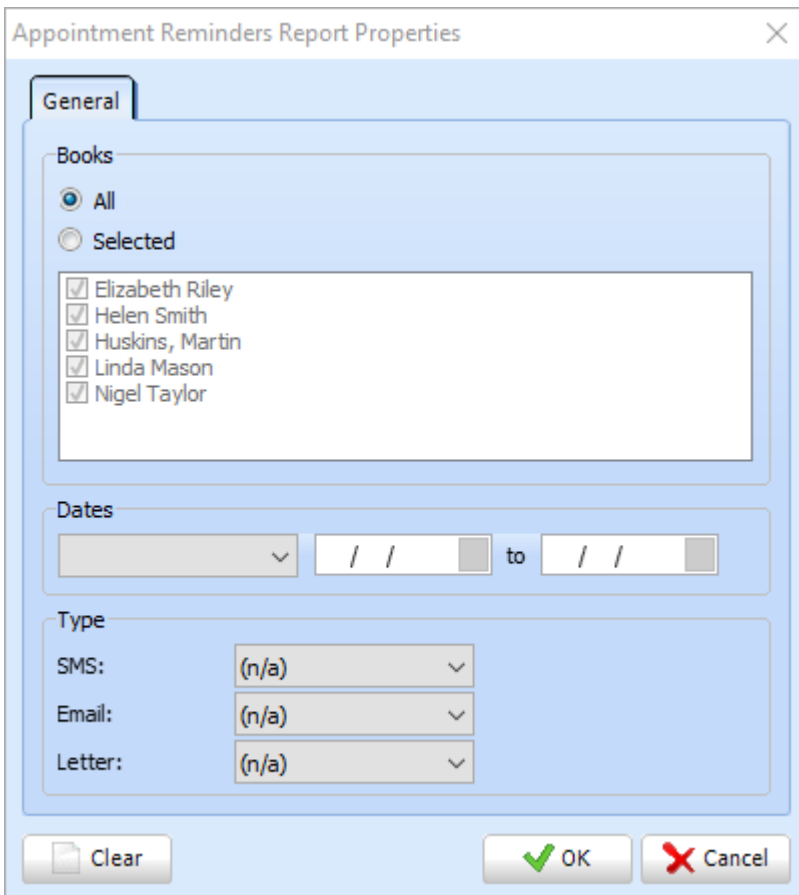 Appointment Reminders Report Properties
General
Books
All
Selected
Elizabeth Riley
Helen Smith
Huskins, Martin
Linda Mason
Nigel Taylor
Dates
/ / to / /
Type
SMS: (n/a)
Email: (n/a)
Letter: (n/a)
Clear OK Cancel